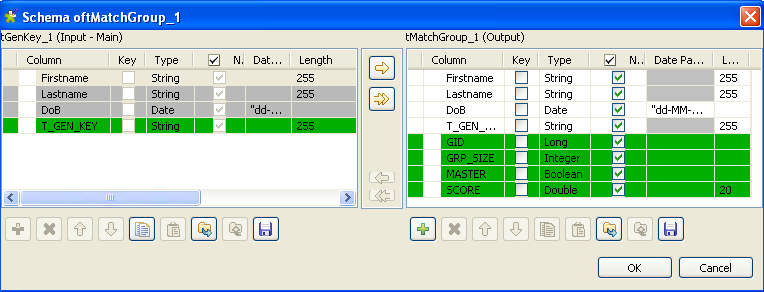 Schema oftMatchGroup_1
tGenKey_1 (Input - Main)
Column Key Type N. Dat... Length
Firstname String 255
Lastname String 255
DoB Date "dd-...
T_GEN_KEY String 255
tMatchGroup_1 (Output)
Column Key Type N.. Date Pa... L...
Firstname String 255
Lastname String 255
DoB Date "dd-MM-...
T_GEN_... String 255
GID Long
GRP_SIZE Integer
MASTER Boolean
SCORE Double 20
OK Cancel